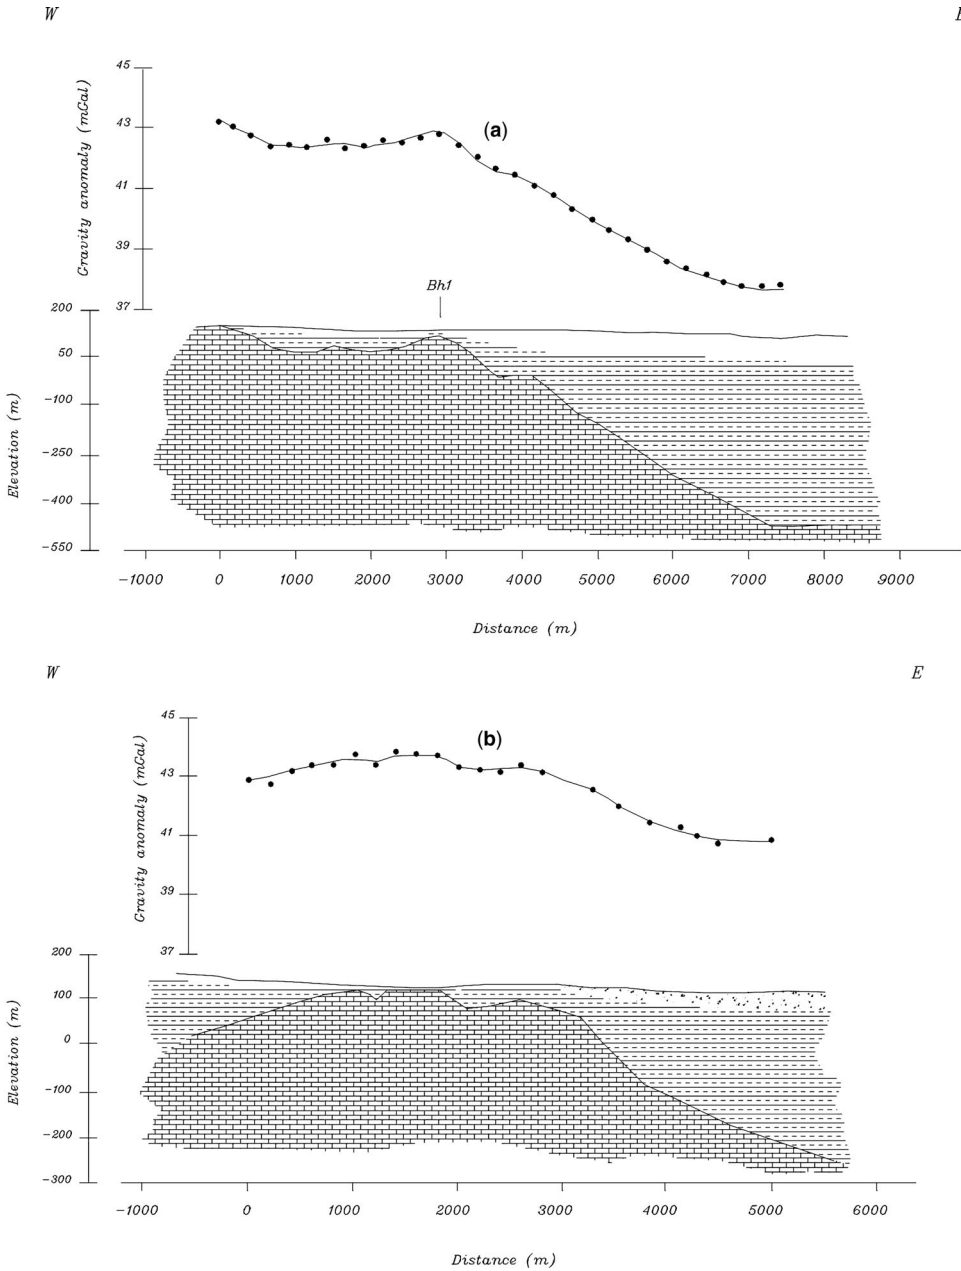 W E
45
43
41
39
37
Gravity anomaly (mGal)
(a)
Bh1
200
50
-100
-250
-400
-550
Elevation (m)
-1000 0 1000 2000 3000 4000 5000 6000 7000 8000 9000
Distance (m)
W E
45
43
41
39
37
Gravity anomaly (mGal)
(b)
200
100
0
-100
-200
-300
Elevation (m)
-1000 0 1000 2000 3000 4000 5000 6000
Distance (m)